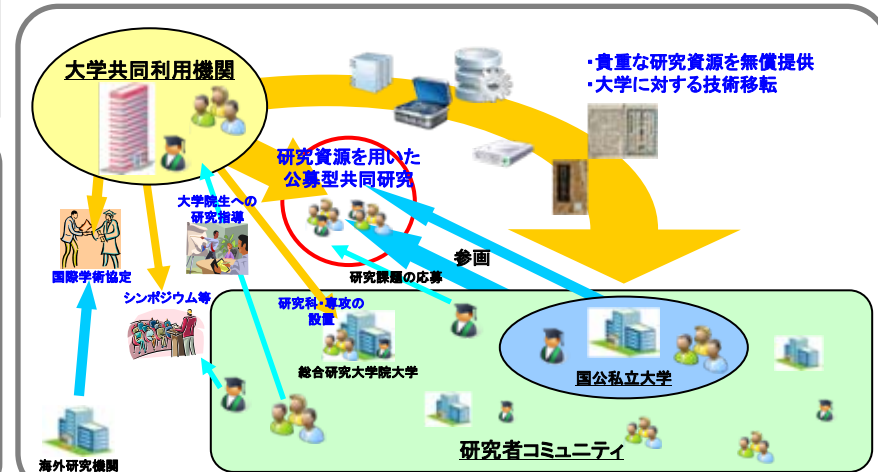 大学共同利用機関
・貴重な研究資源を無償提供
・大学に対する技術移転
研究資源を用いた
公募型共同研究
大学院生への
研究指導
参画
国際学術協定
研究課題の応募
シンポジウム等
研究科・専攻の
設置
総合研究大学院大学
国公私立大学
研究者コミュニティ
海外研究機関